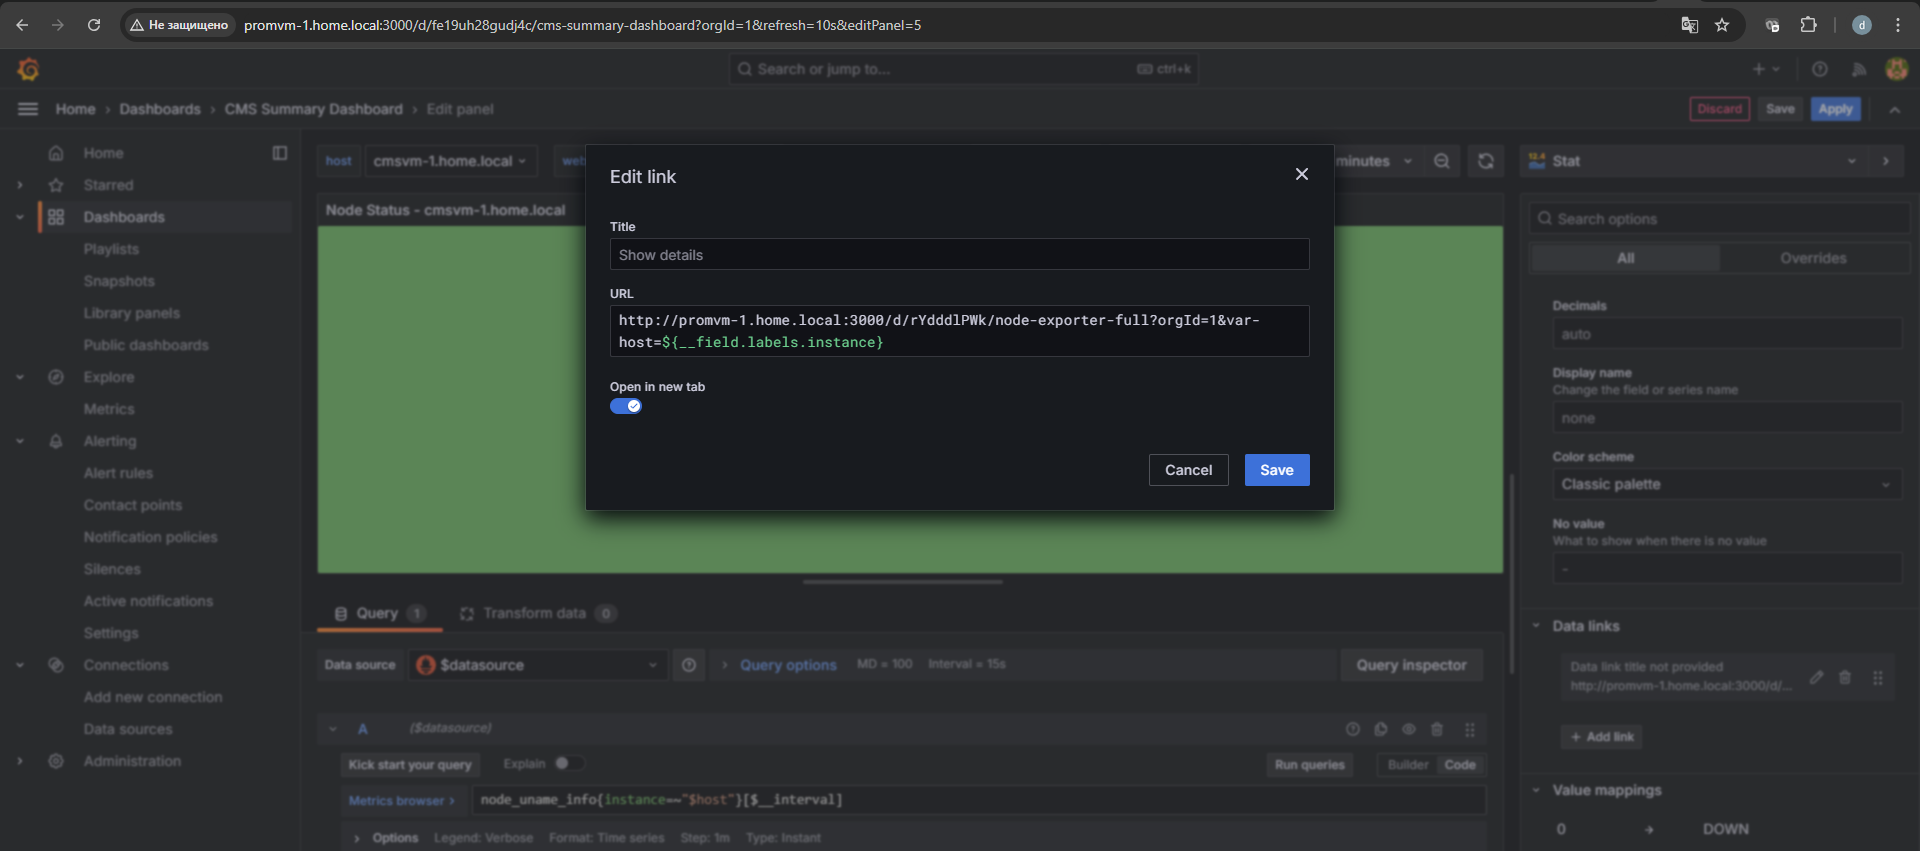 Не защищено
promvm-1.home.local:3000/d/fe19uh28gudj4c/cms-summary-dashboard?orgId=1&refresh=10s&editPanel=5
d
Search or jump to...
ctrl+k
Home › Dashboards › CMS Summary Dashboard › Edit panel
Discard
Save
Apply
Home
Starred
Dashboards
Playlists
Snapshots
Library panels
Public dashboards
Explore
Metrics
Alerting
Alert rules
Contact points
Notification policies
Silences
Active notifications
Settings
Connections
Add new connection
Data sources
Administration
host
cmsvm-1.home.local
minutes
Node Status - cmsvm-1.home.local
Edit link
Title
Show details
URL
http://promvm-1.home.local:3000/d/rYdddlPWk/node-exporter-full?orgId=1&var-
host=${__field.labels.instance}
Open in new tab
Cancel
Save
Query 1
Transform data 0
Data source
$datasource
Query options
MD = 100
Interval = 15s
Query inspector
A
($datasource)
Kick start your query
Explain
Run queries
Builder
Code
Metrics browser >
node_uname_info{instance=~"$host"}[$__interval]
Options
Legend: Verbose
Format: Time series
Step: 1m
Type: Instant
12.4
Stat
Search options
All
Overrides
Decimals
auto
Display name
Change the field or series name
none
Color scheme
Classic palette
No value
What to show when there is no value
-
Data links
Data link title not provided
http://promvm-1.home.local:3000/d/...
+ Add link
Value mappings
0 → DOWN